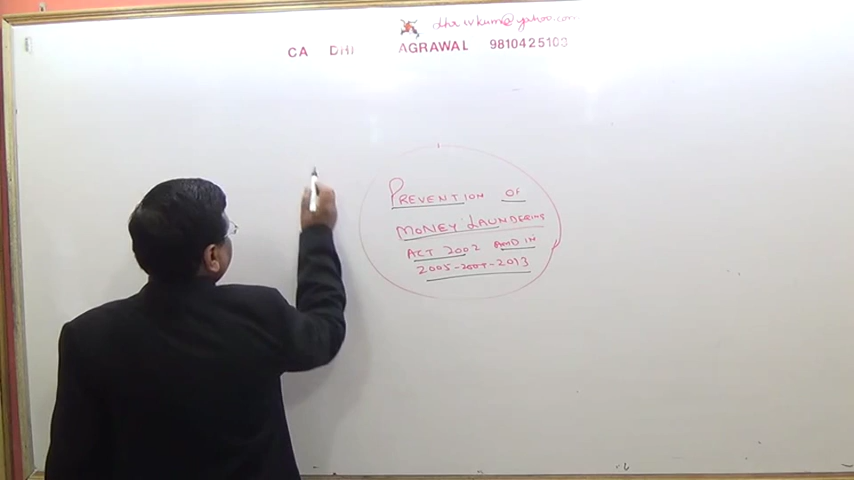 CA DHI AGRAWAL 9810425103
PREVENTION OF
MONEY LAUNDERING
ACT 2002 AMD IN
2005-2009-2013